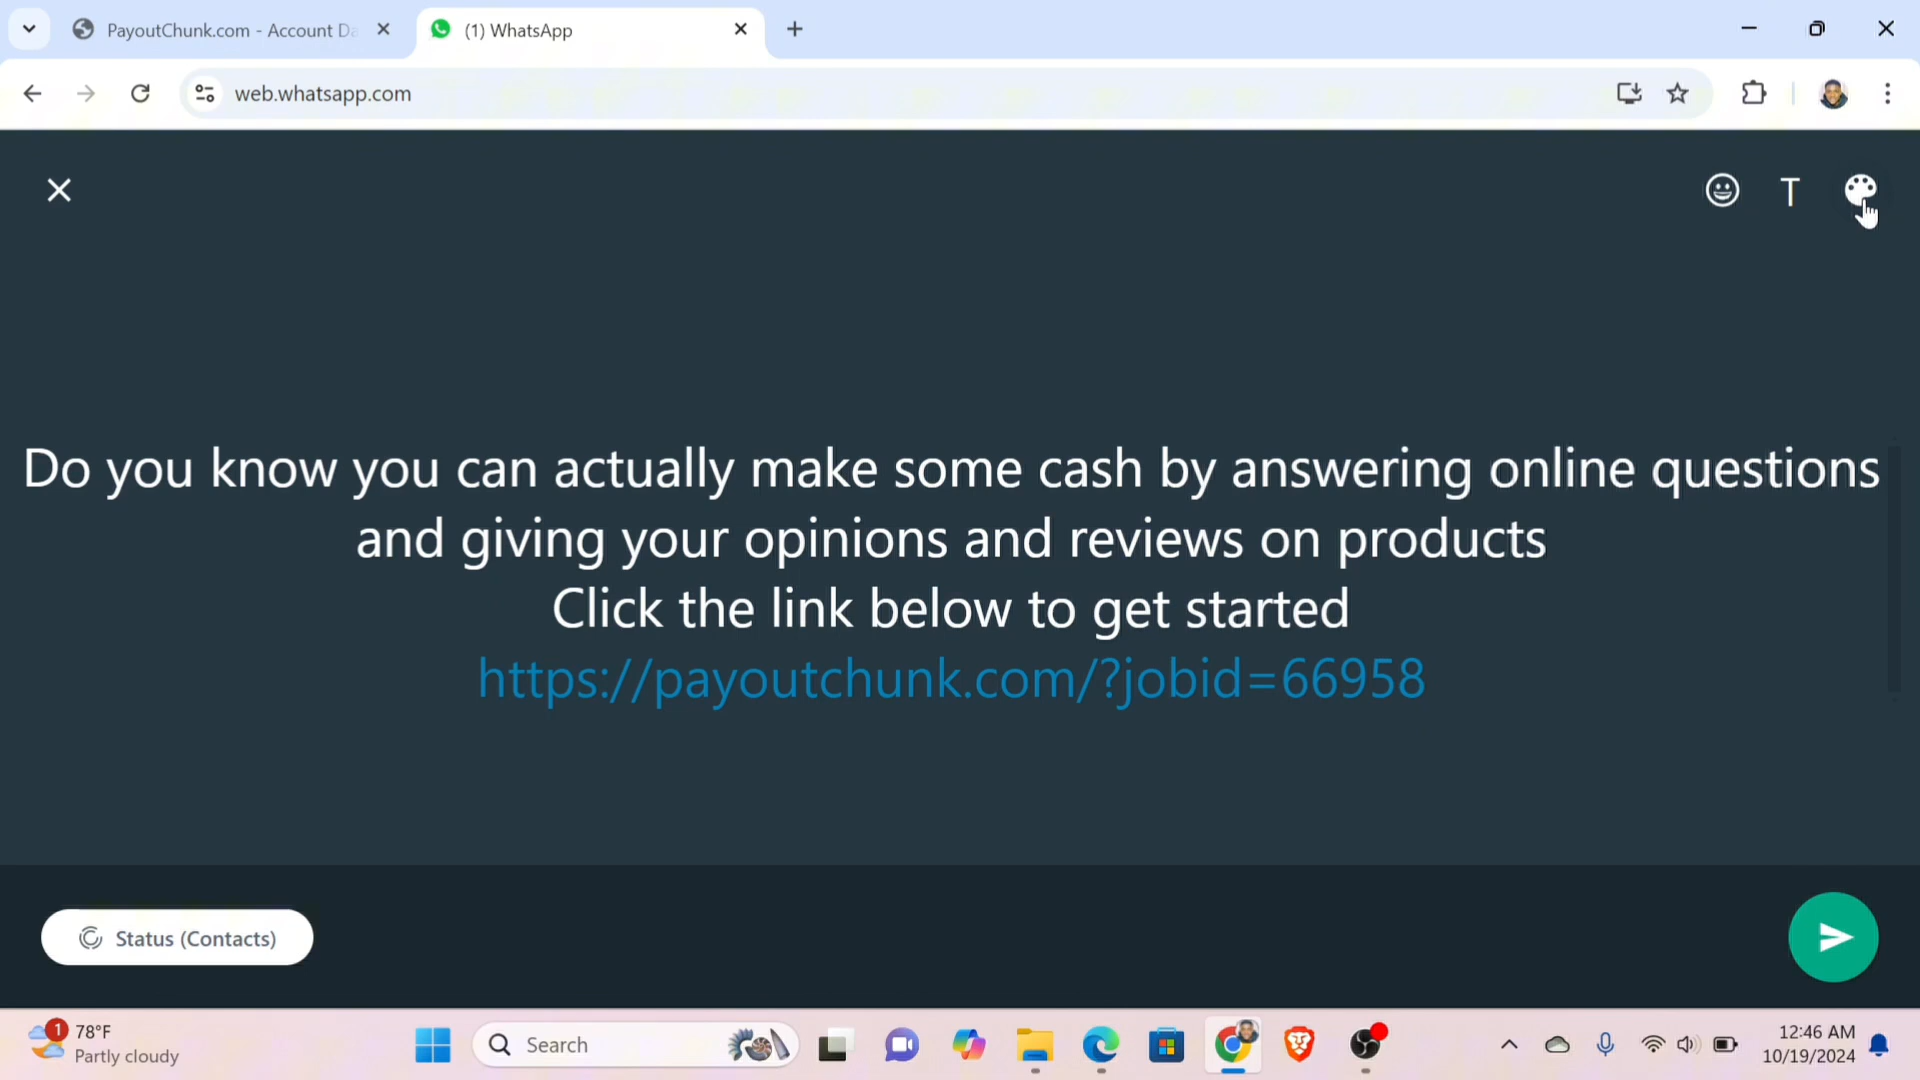 PayoutChunk.com - Account Da
(1) WhatsApp
web.whatsapp.com
T
Do you know you can actually make some cash by answering online questions
and giving your opinions and reviews on products
Click the link below to get started
https://payoutchunk.com/?jobid=66958
Status (Contacts)
1
78°F
Partly cloudy
Search
12:46 AM
10/19/2024